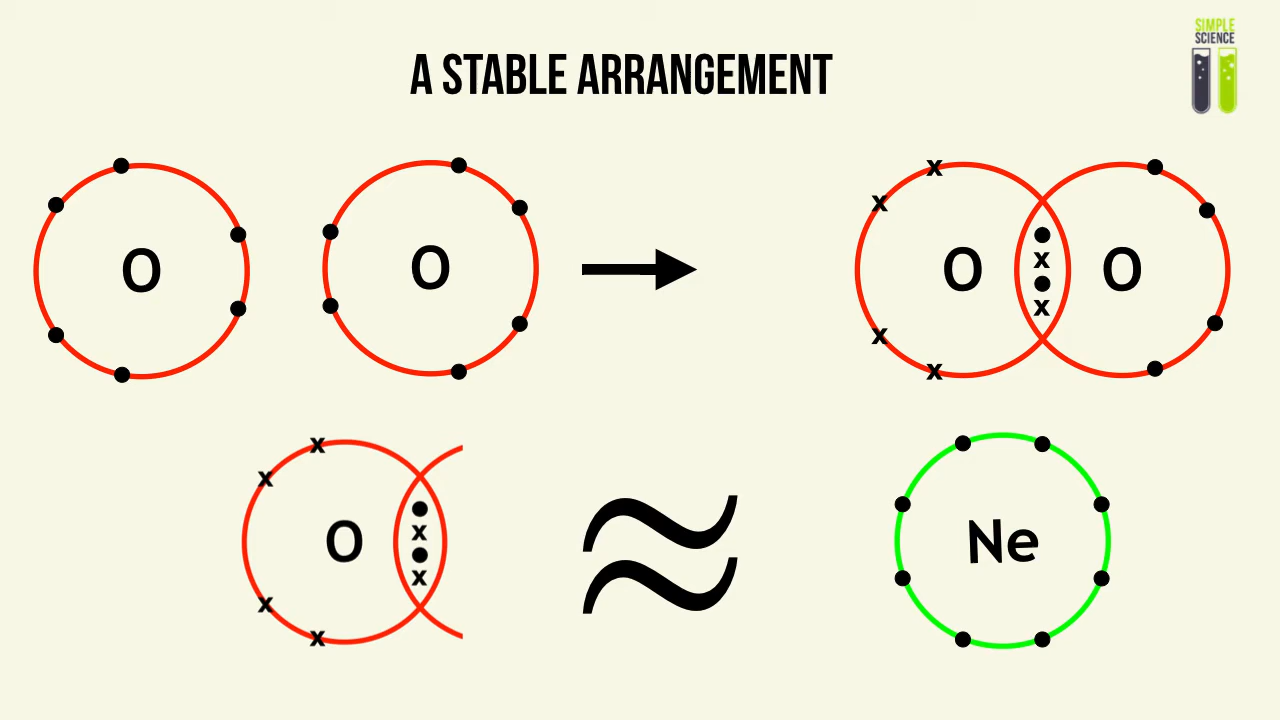 SIMPLE
SCIENCE
A STABLE ARRANGEMENT
O
O
O
x
x
x
x
x
x
O
O
x
x
x
x
x
x
≈
Ne